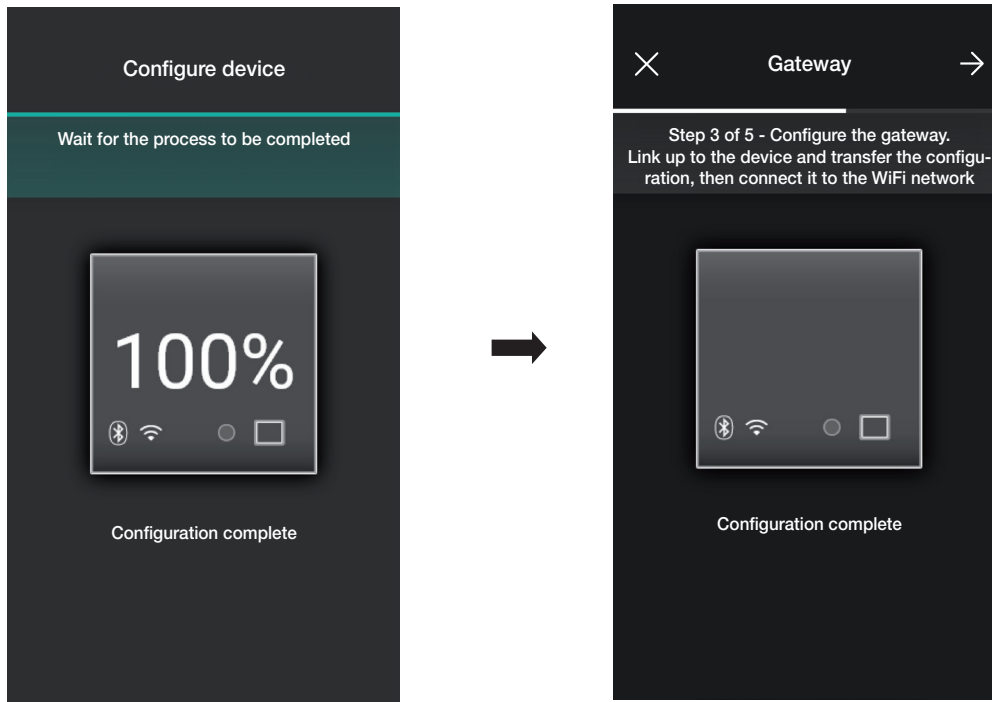 Configure device
Wait for the process to be completed
100%
Configuration complete
Gateway
Step 3 of 5 - Configure the gateway.
Link up to the device and transfer the configu-
ration, then connect it to the WiFi network
Configuration complete